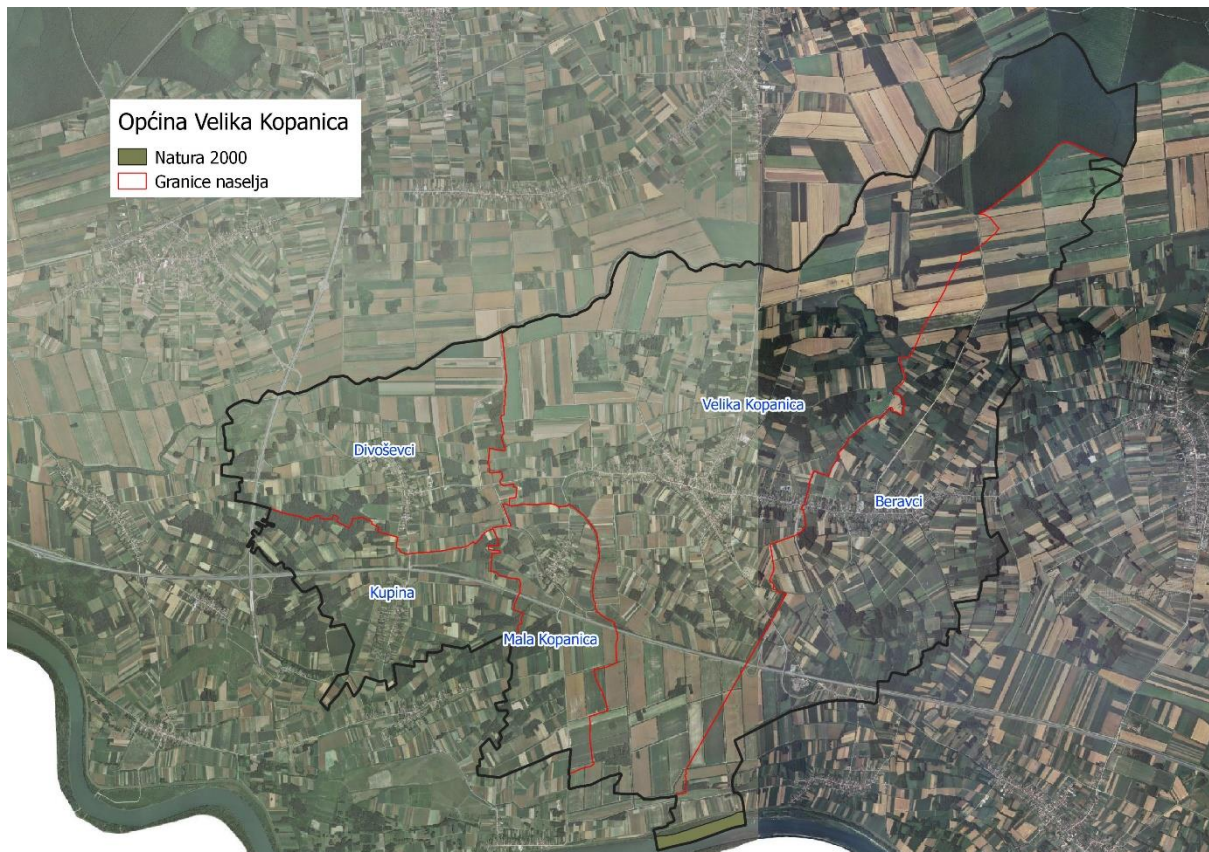 Općina Velika Kopanica
Natura 2000
Granice naselja
Velika Kopanica
Divoševci
Beravci
Kupina
Mala Kopanica